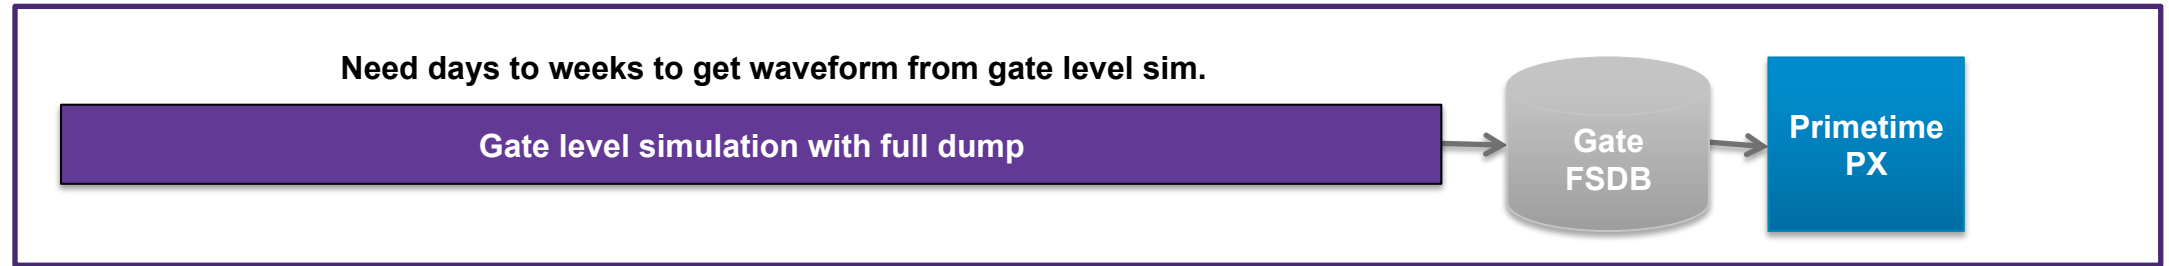 Need days to weeks to get waveform from gate level sim.
Gate level simulation with full dump
Gate
FSDB
Primetime
PX